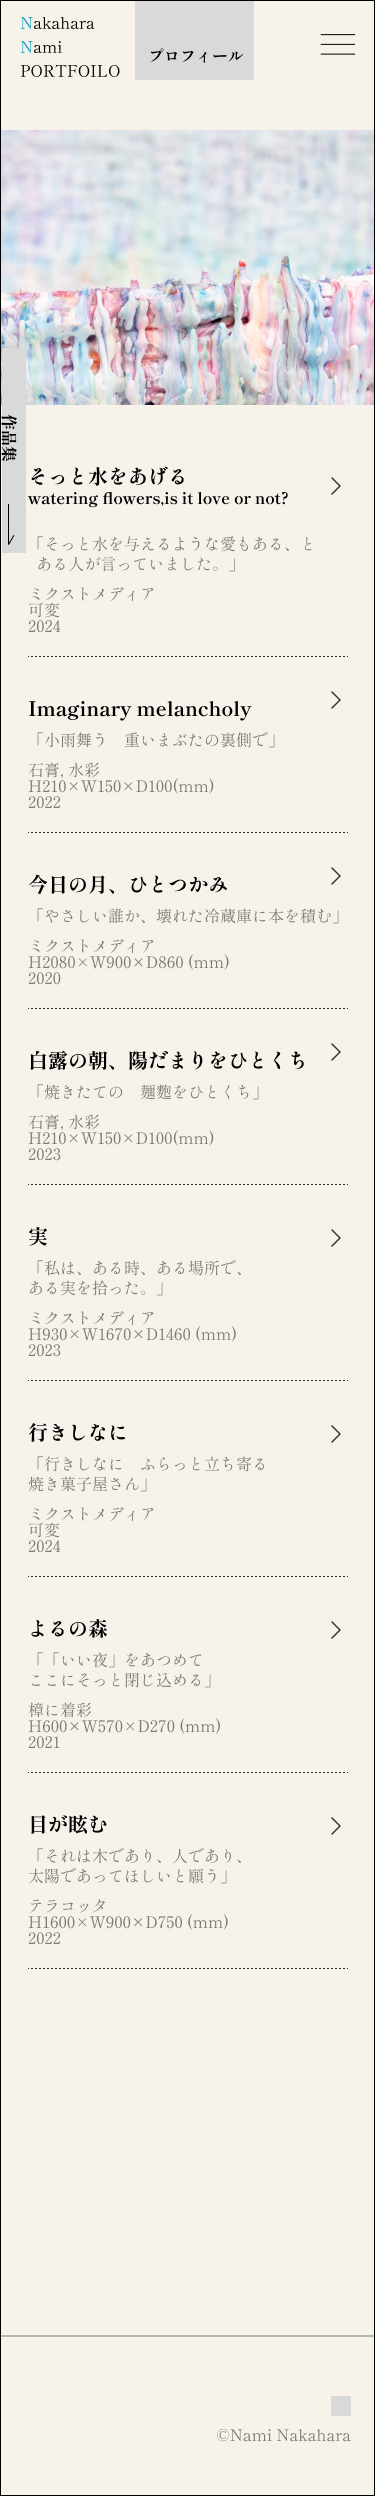 Nakahara
Nami
PORTFOILO
プロフィール
作品集
そっと水をあげる
watering flowers,is it love or not?
「そっと水を与えるような愛もある、と
ある人が言っていました。」
ミクストメディア
可変
2024
Imaginary melancholy
「小雨舞う　重いまぶたの裏側で」
石膏, 水彩
H210×W150×D100(mm)
2022
今日の月、ひとつかみ
「やさしい誰か、壊れた冷蔵庫に本を積む」
ミクストメディア
H2080×W900×D860 (mm)
2020
白露の朝、陽だまりをひとくち
「焼きたての　麺麭をひとくち」
石膏, 水彩
H210×W150×D100(mm)
2023
実
「私は、ある時、ある場所で、
ある実を拾った。」
ミクストメディア
H930×W1670×D1460 (mm)
2023
行きしなに
「行きしなに　ふらっと立ち寄る
焼き菓子屋さん」
ミクストメディア
可変
2024
よるの森
「「いい夜」をあつめて
ここにそっと閉じ込める」
樟に着彩
H600×W570×D270 (mm)
2021
目が眩む
「それは木であり、人であり、
太陽であってほしいと願う」
テラコッタ
H1600×W900×D750 (mm)
2022
©Nami Nakahara